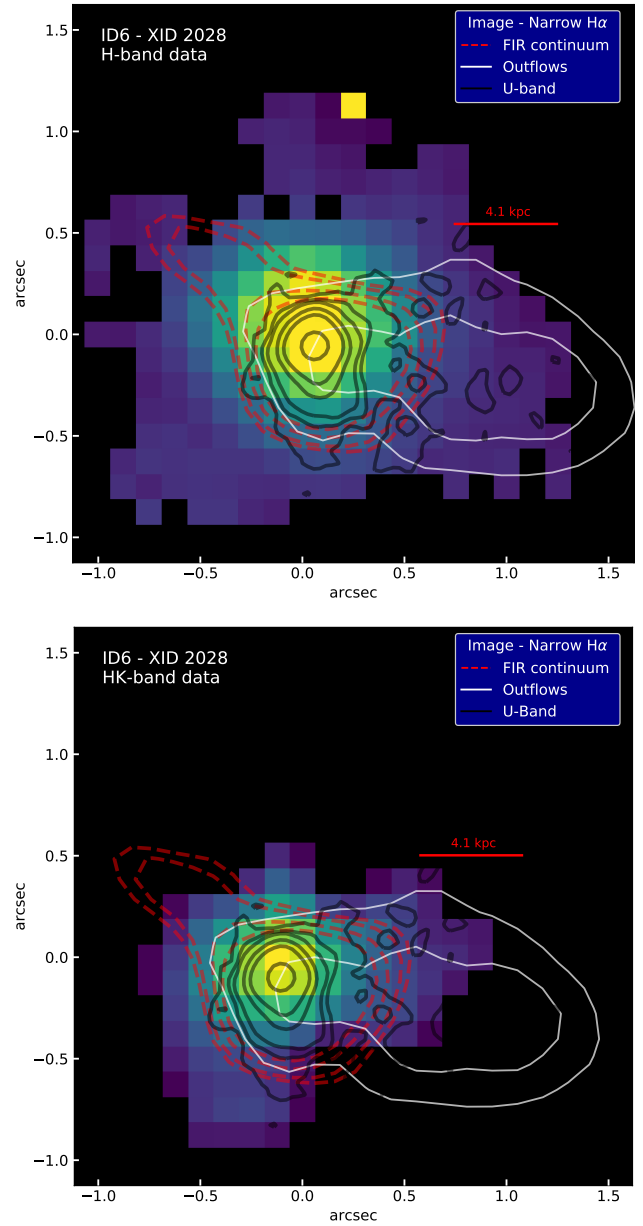 ID6 - XID 2028
H-band data
Image - Narrow Hα
FIR continuum
Outflows
U-band
4.1 kpc
1.5
1.0
0.5
0.0
−0.5
−1.0
arcsec
−1.0 −0.5 0.0 0.5 1.0 1.5
arcsec
ID6 - XID 2028
HK-band data
Image - Narrow Hα
FIR continuum
Outflows
U-Band
4.1 kpc
1.5
1.0
0.5
0.0
−0.5
−1.0
arcsec
−1.0 −0.5 0.0 0.5 1.0 1.5
arcsec